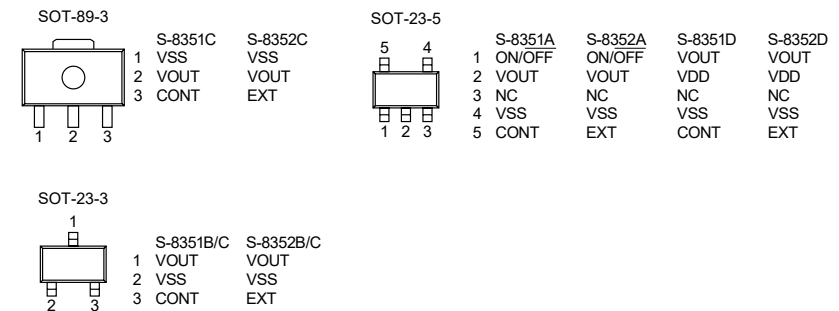 SOT-89-3
S-8351C S-8352C
1 VSS VSS
2 VOUT VOUT
3 CONT EXT
1 2 3
SOT-23-5
5 4
S-8351A S-8352A S-8351D S-8352D
1 ON/OFF ON/OFF VOUT VOUT
2 VOUT VOUT VDD VDD
3 NC NC NC NC
4 VSS VSS VSS VSS
5 CONT EXT CONT EXT
1 2 3
SOT-23-3
1
S-8351B/C S-8352B/C
1 VOUT VOUT
2 VSS VSS
3 CONT EXT
2 3